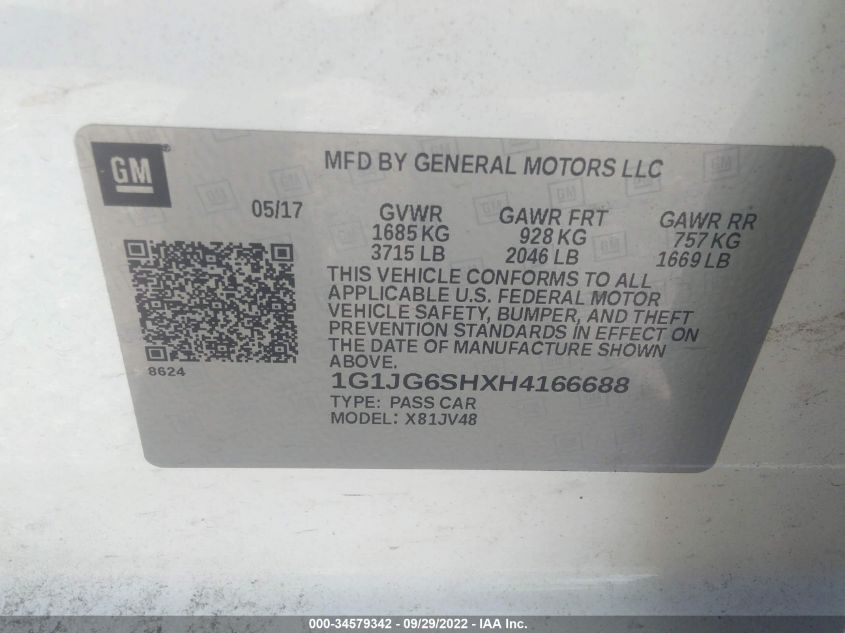 GM
MFD BY GENERAL MOTORS LLC
05/17
GVWR GAWR FRT GAWR RR
1685 KG 928 KG 757 KG
3715 LB 2046 LB 1669 LB
THIS VEHICLE CONFORMS TO ALL
APPLICABLE U.S. FEDERAL MOTOR
VEHICLE SAFETY, BUMPER, AND THEFT
PREVENTION STANDARDS IN EFFECT ON
THE DATE OF MANUFACTURE SHOWN
ABOVE.
8624
1G1JG6SHXH4166688
TYPE: PASS CAR
MODEL: X81JV48
000-34579342 - 09/29/2022 - IAA Inc.